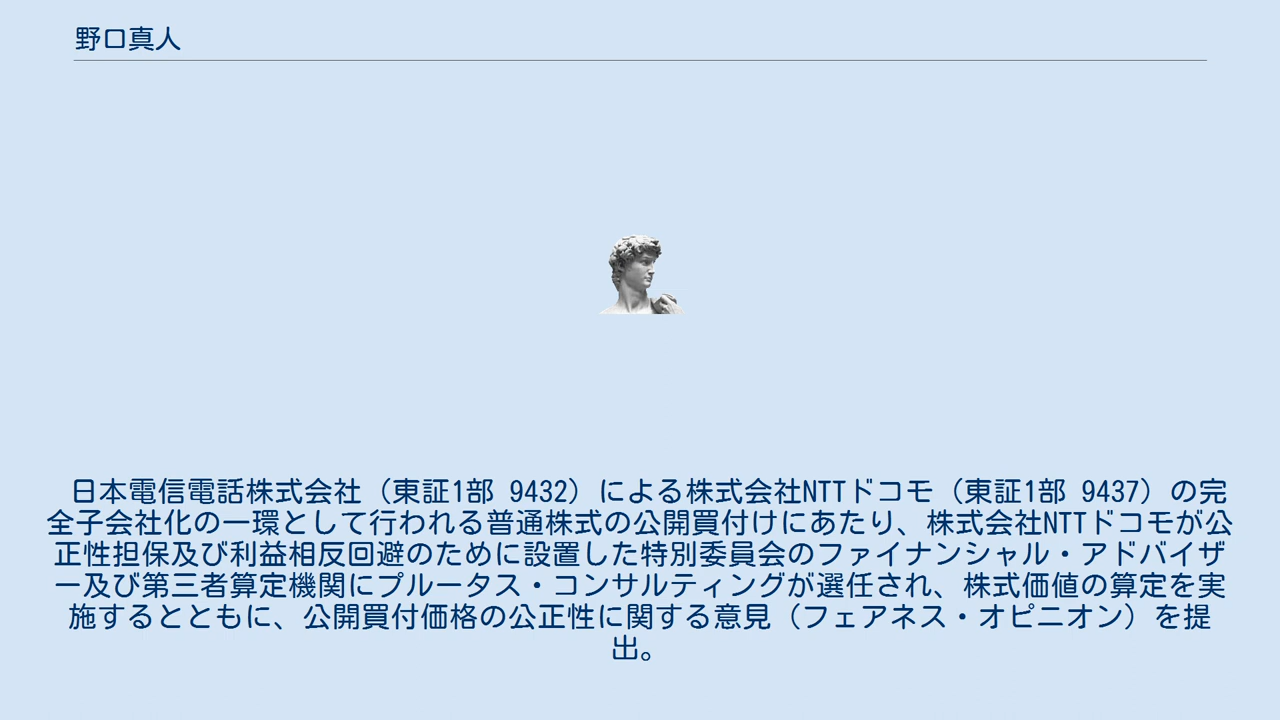 野口真人
日本電信電話株式会社（東証1部 9432）による株式会社NTTドコモ（東証1部 9437）の完
全子会社化の一環として行われる普通株式の公開買付けにあたり、株式会社NTTドコモが公
正性担保及び利益相反回避のために設置した特別委員会のファイナンシャル・アドバイザ
ー及び第三者算定機関にプルータス・コンサルティングが選任され、株式価値の算定を実
施するとともに、公開買付価格の公正性に関する意見（フェアネス・オピニオン）を提
出。